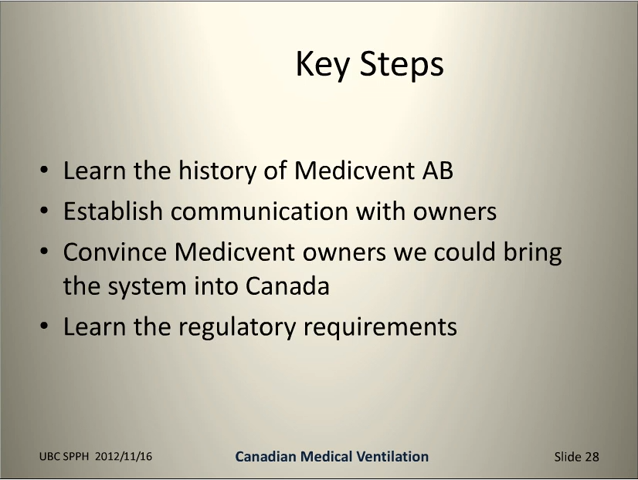 Key Steps
• Learn the history of Medicvent AB
• Establish communication with owners
• Convince Medicvent owners we could bring
the system into Canada
• Learn the regulatory requirements
UBC SPPH 2012/11/16 Canadian Medical Ventilation Slide 28